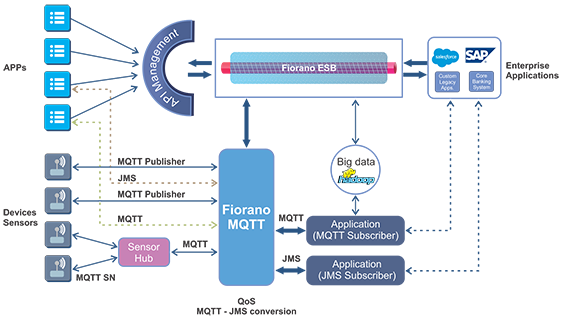 APPs
API Management
Fiorano ESB
salesforce
SAP
Custom
Legacy
Apps.
Core
Banking
System
Enterprise
Applications
MQTT Publisher
JMS
MQTT Publisher
MQTT
Devices
Sensors
Sensor
Hub
MQTT
MQTT SN
Fiorano
MQTT
Big data
hadoop
MQTT
Application
(MQTT Subscriber)
JMS
Application
(JMS Subscriber)
QoS
MQTT - JMS conversion